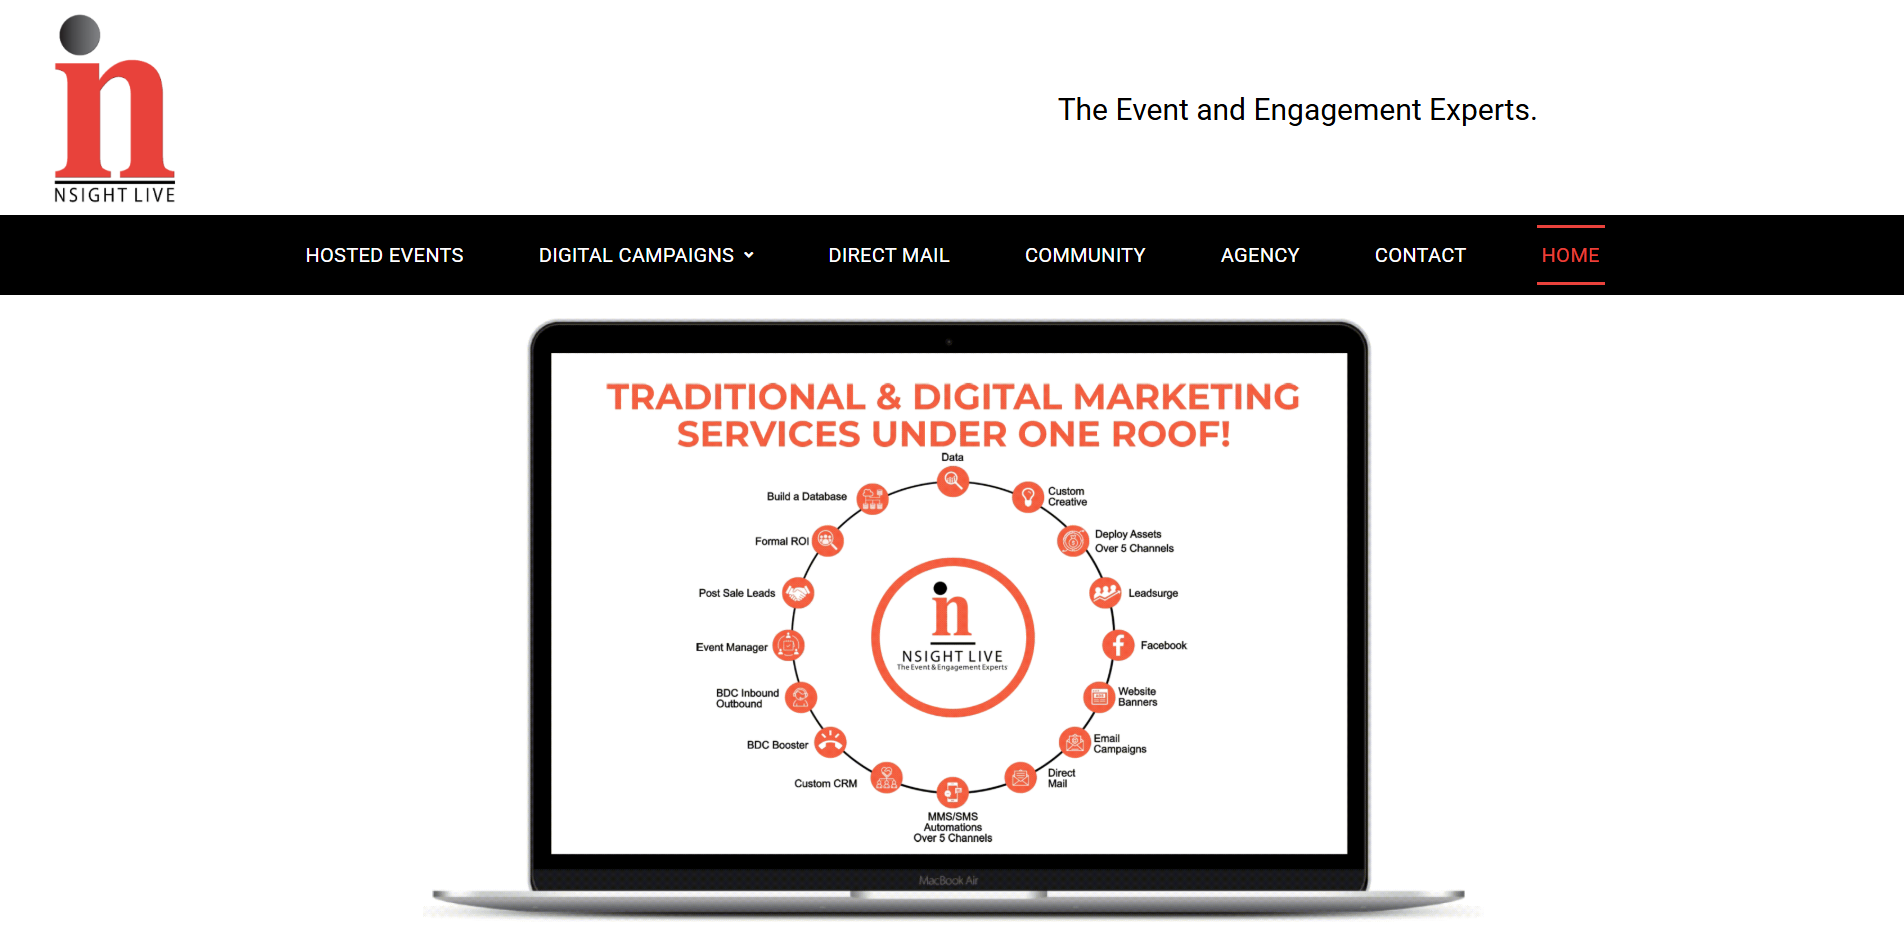 in
NSIGHT LIVE
The Event and Engagement Experts.
HOSTED EVENTS
DIGITAL CAMPAIGNS
DIRECT MAIL
COMMUNITY
AGENCY
CONTACT
HOME
TRADITIONAL & DIGITAL MARKETING
SERVICES UNDER ONE ROOF!
Data
Build a Database
Custom
Creative
Formal ROI
Deploy Assets
Over 5 Channels
Post Sale Leads
Leadsurge
in
NSIGHT LIVE
The Event & Engagement Experts
Event Manager
Facebook
BDC Inbound
Outbound
Website
Banners
BDC Booster
Email
Campaigns
Custom CRM
Direct
Mail
MMS/SMS
Automations
Over 5 Channels
MacBook Air